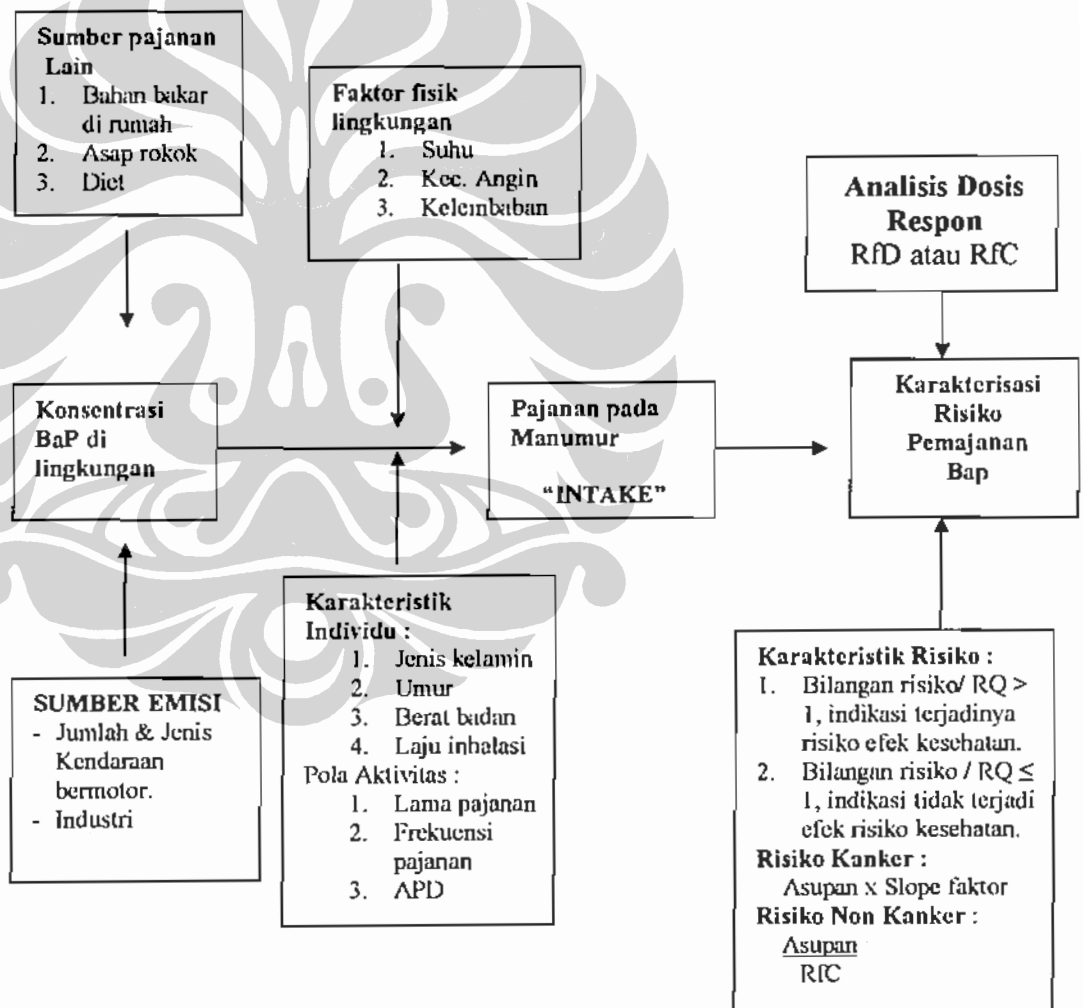 Sumber pajanan
Lain
1. Bahan bakar
di rumah
2. Asap rokok
3. Diet
Faktor fisik
lingkungan
1. Suhu
2. Kec. Angin
3. Kelembaban
Analisis Dosis
Respon
RfD atau RfC
Konsentrasi
BaP di
lingkungan
Pajanan pada
Manumur
“INTAKE”
Karakterisasi
Risiko
Pemajanan
Bap
SUMBER EMISI
- Jumlah & Jenis
Kendaraan
bermotor.
- Industri
Karakteristik
Individu :
1. Jenis kelamin
2. Umur
3. Berat badan
4. Laju inhalasi
Pola Aktivitas :
1. Lama pajanan
2. Frekuensi
pajanan
3. APD
Karakteristik Risiko :
1. Bilangan risiko/ RQ >
1, indikasi terjadinya
risiko efek kesehatan.
2. Bilangan risiko / RQ ≤
1, indikasi tidak terjadi
efek risiko kesehatan.
Risiko Kanker :
Asupan x Slope faktor
Risiko Non Kanker :
Asupan
RfC